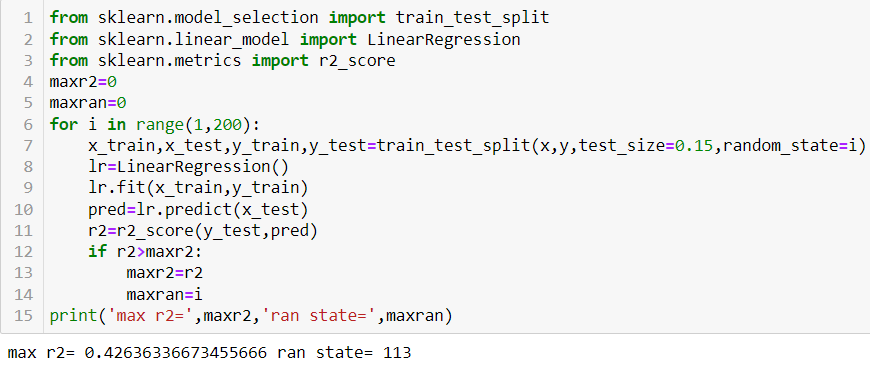 1 from sklearn.model_selection import train_test_split
2 from sklearn.linear_model import LinearRegression
3 from sklearn.metrics import r2_score
4 maxr2=0
5 maxran=0
6 for i in range(1,200):
7     x_train,x_test,y_train,y_test=train_test_split(x,y,test_size=0.15,random_state=i)
8     lr=LinearRegression()
9     lr.fit(x_train,y_train)
10     pred=lr.predict(x_test)
11     r2=r2_score(y_test,pred)
12     if r2>maxr2:
13         maxr2=r2
14         maxran=i
15 print('max r2=',maxr2,'ran state=',maxran)
max r2= 0.42636336673455666 ran state= 113